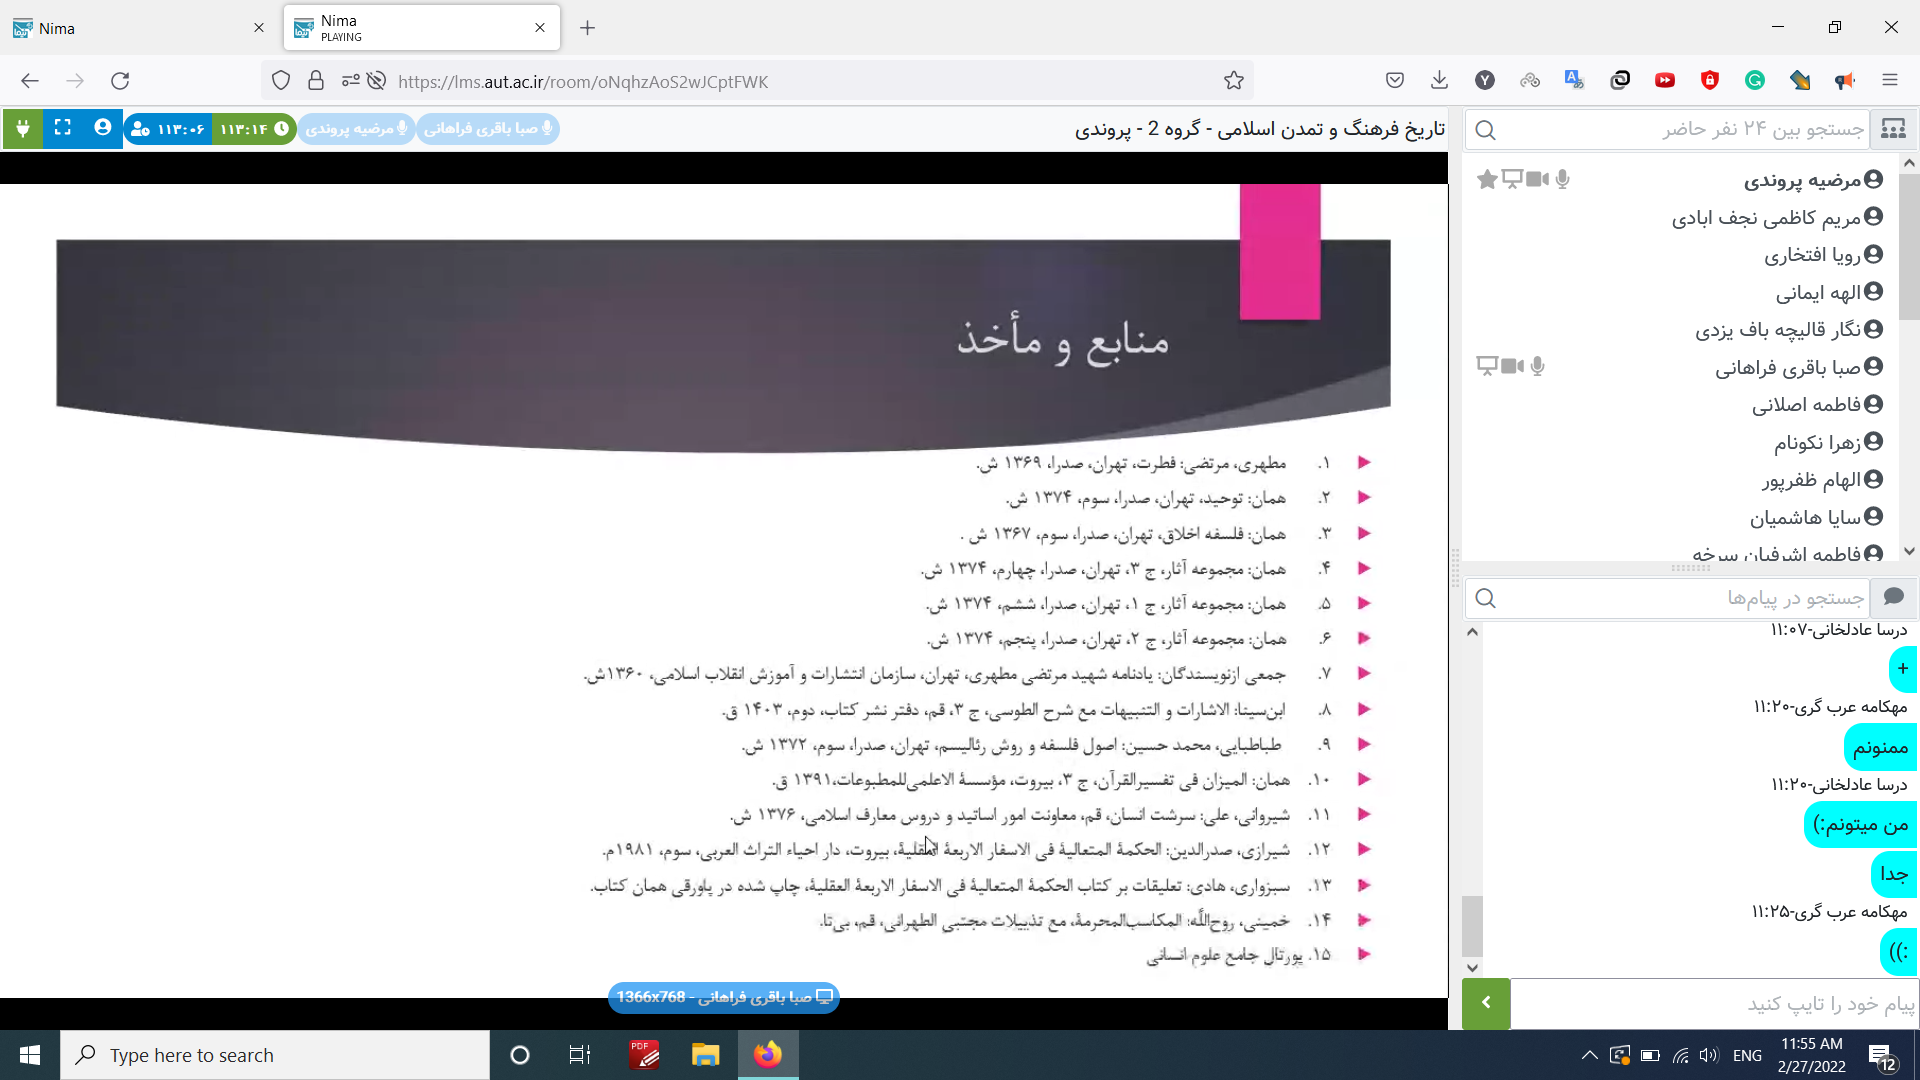 Nima
Nima
PLAYING
https://lms.aut.ac.ir/room/oNqhzAoS2wJCptFWK
۱۱۳:۰۶
۱۱۳:۱۴
مرضیه پروندی
صبا باقری فراهانی
تاریخ فرهنگ و تمدن اسلامی - گروه 2 - پروندی
جستجو بین ۲۴ نفر حاضر
مرضیه پروندی
مریم کاظمی نجف ابادی
رویا افتخاری
الهه ایمانی
نگار قالیچه باف یزدی
صبا باقری فراهانی
فاطمه اصلانی
زهرا نکونام
الهام ظفرپور
سایا هاشمیان
فاطمه اشرفیان سرخه
منابع و مأخذ
۱. مطهری، مرتضی: فطرت، تهران، صدرا، ۱۳۶۹ ش.
۲. همان: توحید، تهران، صدرا، سوم، ۱۳۷۴ ش.
۳. همان: فلسفه اخلاق، تهران، صدرا، سوم، ۱۳۶۷ ش .
۴. همان: مجموعه آثار، ج ۳، تهران، صدرا، چهارم، ۱۳۷۴ ش.
۵. همان: مجموعه آثار، ج ۱، تهران، صدرا، ششم، ۱۳۷۴ ش.
۶. همان: مجموعه آثار، ج ۲، تهران، صدرا، پنجم، ۱۳۷۴ ش.
۷. جمعی ازنویسندگان: یادنامه شهید مرتضی مطهری، تهران، سازمان انتشارات و آموزش انقلاب اسلامی، ۱۳۶۰ش.
۸. ابن‌سینا: الاشارات و التنبیهات مع شرح الطوسی، ج ۳، قم، دفتر نشر کتاب، دوم، ۱۴۰۳ ق.
۹. طباطبایی، محمد حسین: اصول فلسفه و روش رئالیسم، تهران، صدرا، سوم، ۱۳۷۲ ش.
۱۰. همان: المیزان فی تفسیرالقرآن، ج ۳، بیروت، مؤسسهٔ الاعلمی‌للمطبوعات،۱۳۹۱ ق.
۱۱. شیروانی، علی: سرشت انسان، قم، معاونت امور اساتید و دروس معارف اسلامی، ۱۳۷۶ ش.
۱۲. شیرازی، صدرالدین: الحکمهٔ المتعالیهٔ فی الاسفار الاربعهٔ العقلیهٔ، بیروت، دار احیاء التراث العربی، سوم، ۱۹۸۱م.
۱۳. سبزواری، هادی: تعلیقات بر کتاب الحکمهٔ المتعالیهٔ فی الاسفار الاربعهٔ العقلیهٔ، چاپ شده در پاورقی همان کتاب.
۱۴. خمینی، روح‌اللّه: المکاسب‌المحرمهٔ، مع تذییلات مجتبی الطهرانی، قم، بی‌تا.
۱۵. پورتال جامع علوم انسانی
صبا باقری فراهانی - 1366x768
جستجو در پیام‌ها
درسا عادلخانی-۱۱:۰۷
+
مهکامه عرب گری-۱۱:۲۰
ممنونم
درسا عادلخانی-۱۱:۲۰
من میتونم:)
جدا
مهکامه عرب گری-۱۱:۲۵
:))
پیام خود را تایپ کنید
Type here to search
PDF
ENG
11:55 AM
2/27/2022
12